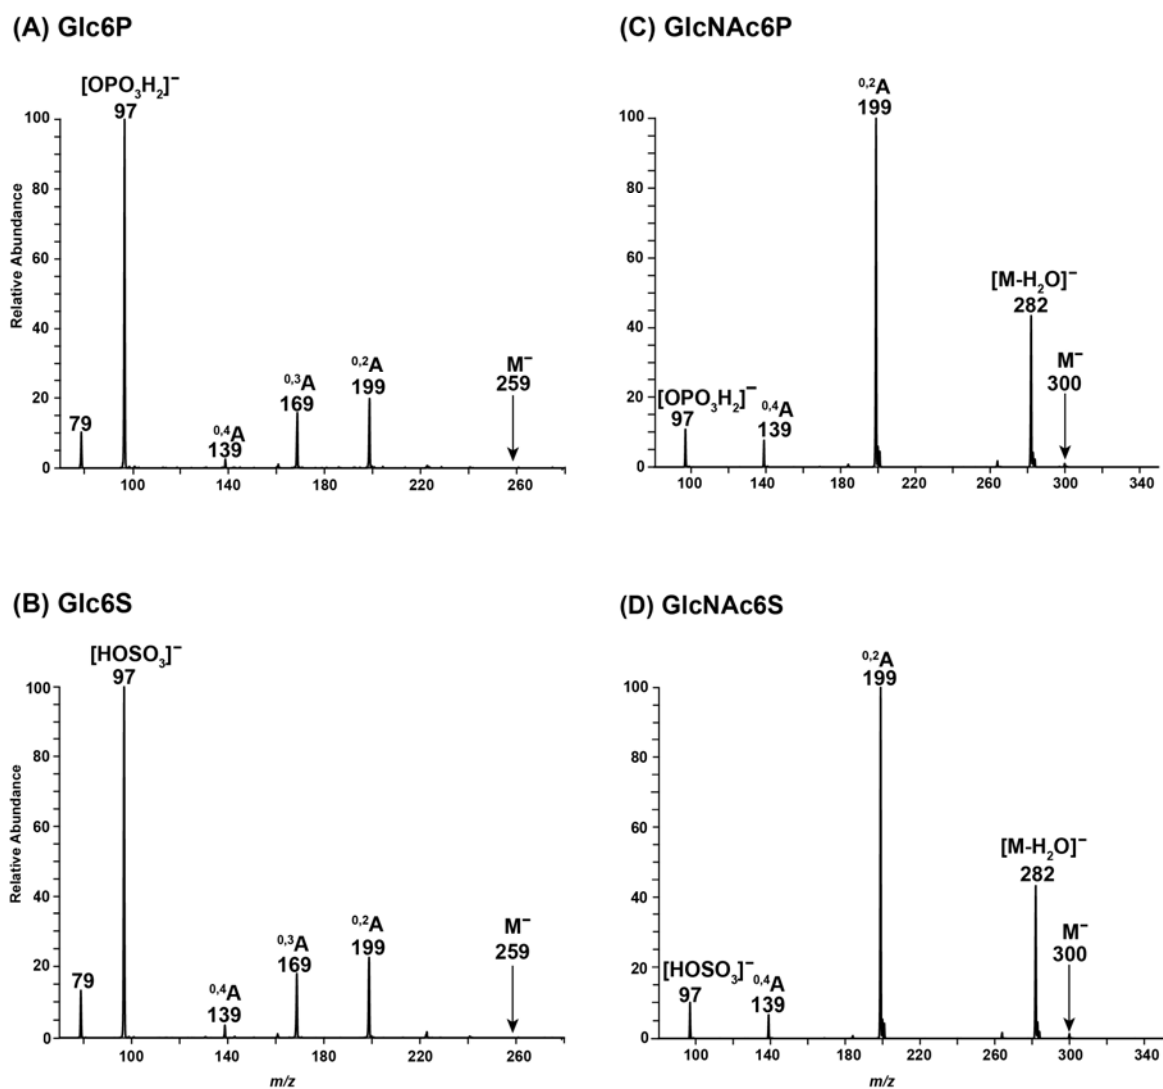 (A) Glc6P
[OPO₃H₂]⁻
97
100
80
60
40
20
0
Relative Abundance
79
⁰,⁴A
139
⁰,³A
169
⁰,²A
199
M⁻
259
100
140
180
220
260
(C) GlcNAc6P
⁰,²A
199
100
80
60
40
20
0
[M-H₂O]⁻
282
M⁻
300
[OPO₃H₂]⁻
97
⁰,⁴A
139
100
140
180
220
260
300
340
(B) Glc6S
[HOSO₃]⁻
97
100
80
60
40
20
0
Relative Abundance
79
⁰,⁴A
139
⁰,³A
169
⁰,²A
199
M⁻
259
100
140
180
220
260
m/z
(D) GlcNAc6S
⁰,²A
199
100
80
60
40
20
0
[M-H₂O]⁻
282
M⁻
300
[HOSO₃]⁻
97
⁰,⁴A
139
100
140
180
220
260
300
340
m/z